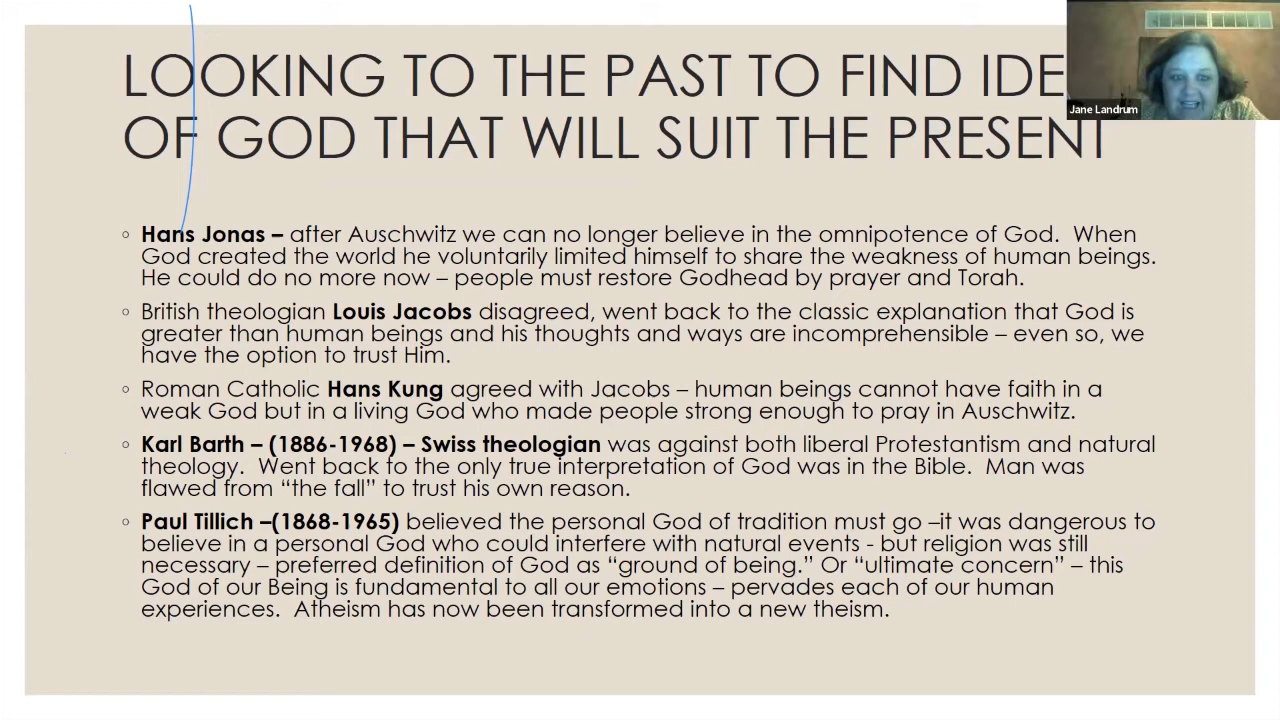 LOOKING TO THE PAST TO FIND
OF GOD THAT WILL SUIT THE PRESENT
Jane Landrum
◦ Hans Jonas – after Auschwitz we can no longer believe in the omnipotence of God.  When
God created the world he voluntarily limited himself to share the weakness of human beings.
He could do no more now – people must restore Godhead by prayer and Torah.
◦ British theologian Louis Jacobs disagreed, went back to the classic explanation that God is
greater than human beings and his thoughts and ways are incomprehensible – even so, we
have the option to trust Him.
◦ Roman Catholic Hans Kung agreed with Jacobs – human beings cannot have faith in a
weak God but in a living God who made people strong enough to pray in Auschwitz.
◦ Karl Barth – (1886-1968) – Swiss theologian was against both liberal Protestantism and natural
theology.  Went back to the only true interpretation of God was in the Bible.  Man was
flawed from “the fall” to trust his own reason.
◦ Paul Tillich –(1868-1965) believed the personal God of tradition must go –it was dangerous to
believe in a personal God who could interfere with natural events - but religion was still
necessary – preferred definition of God as “ground of being.” Or “ultimate concern” – this
God of our Being is fundamental to all our emotions – pervades each of our human
experiences.  Atheism has now been transformed into a new theism.